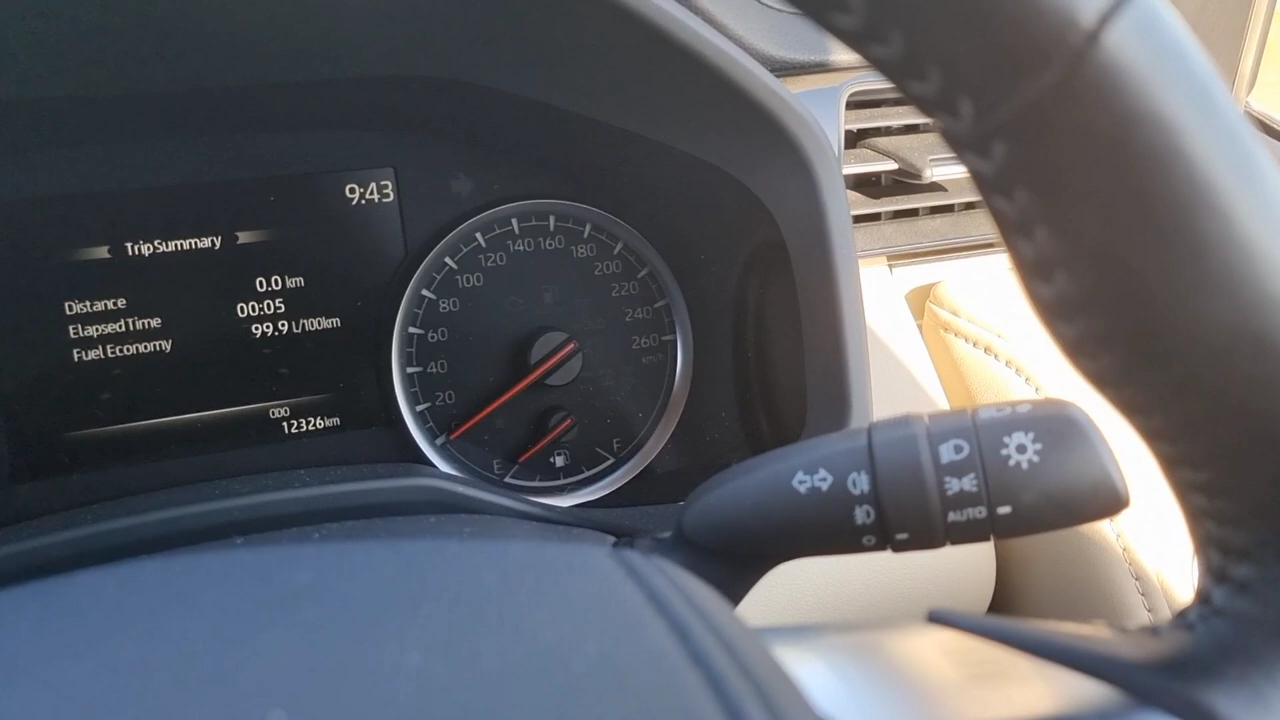 9:43
Trip Summary
Distance 0.0 km
Elapsed Time 00:05
Fuel Economy 99.9 L/100km
ODO
12326km
20
40
60
80
100
120
140
160
180
200
220
240
260
km/h
E
F
AUTO